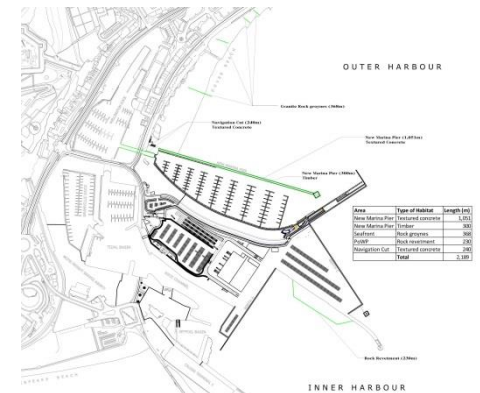 OUTER HARBOUR
Granite Rock groynes (368m)
Navigation Cut (240m)
Textured Concrete
New Marina Pier (1,051m)
Textured Concrete
New Marina Pier (300m)
Timber
Area Type of Habitat Length (m)
New Marina Pier Textured concrete 1,051
New Marina Pier Timber 300
Seafront Rock groynes 368
PoWP Rock revetment 230
Navigation Cut Textured concrete 240
Total 2,189
TIDAL BASIN
Rock Revetment (230m)
INNER HARBOUR